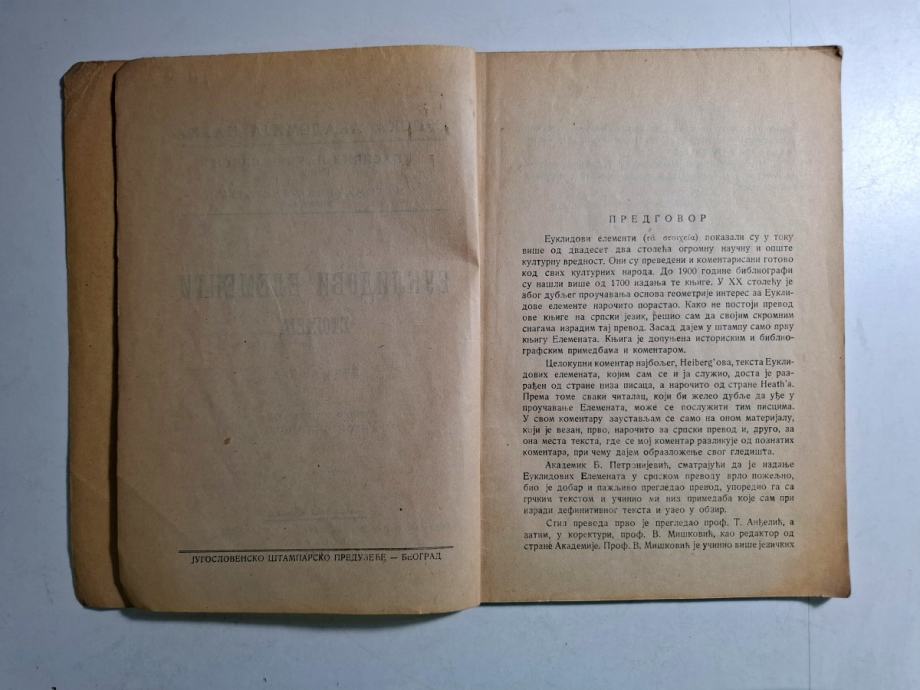 ЈУГОСЛОВЕНСКО ШТАМПАРСКО ПРЕДУЗЕЋЕ — БЕОГРАД
ПРЕДГОВОР
Еуклидови елементи (τὰ στοιχεῖα) показали су у току
више од двадесет два столећа огромну научну и опште
културну вредност. Они су преведени и коментарисани готово
код свих културних народа. До 1900 године библиографи
су нашли више од 1700 издања те књиге. У XX столећу је
због дубљег проучавања основа геометрије интерес за Еукли-
дове елементе нарочито порастао. Како не постоји превод
ове књиге на српски језик, решио сам да својим скромним
снагама израдим тај превод. Засад дајем у штампу само прву
књигу Елемената. Књига је допуњена историским и библио-
графским примедбама и коментаром.
Целокупни коментар најбољег, Heiberg'ова, текста Еукли-
дових елемената, којим сам се и ја служио, доста је раз-
рађен од стране низа писаца, а нарочито од стране Heath'а.
Према томе сваки читалац, који би желео дубље да уђе у
проучавање Елемената, може се послужити тим писцима.
У свом коментару заустављам се само на оном материјалу,
који је везан, прво, нарочито за српски превод и, друго, за
она места текста, где се мој коментар разликује од познатих
коментара, при чему дајем образложење свог гледишта.
Академик Б. Петронијевић, сматрајући да је издање
Еуклидових Елемената у српском преводу врло пожељно,
био је добар и пажљиво прегледао превод, упоредио га са
грчким текстом и учинио ми низ примедаба које сам при
изради дефинитивног текста и узео у обзир.
Стил преведа прво је прегледао проф. Т. Анђелић, а
затим, у коректури, проф. В. Мишковић, као редактор од
стране Академије. Проф. В. Мишковић је учинио више језичких